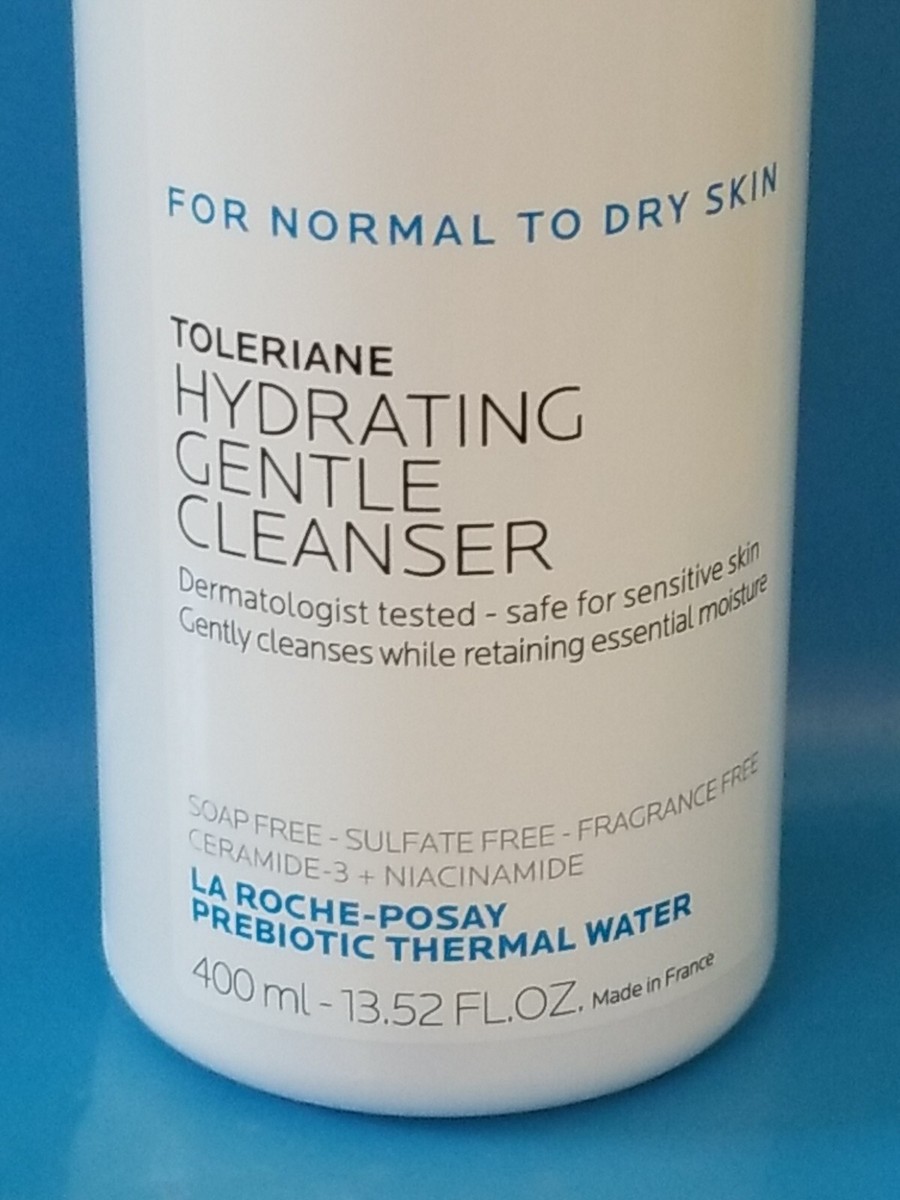 FOR NORMAL TO DRY SKIN
TOLERIANE
HYDRATING
GENTLE
CLEANSER
Dermatologist tested - safe for sensitive skin
Gently cleanses while retaining essential moisture
SOAP FREE - SULFATE FREE - FRAGRANCE FREE
CERAMIDE-3 + NIACINAMIDE
LA ROCHE-POSAY
PREBIOTIC THERMAL WATER
400 ml - 13.52 FL.OZ. Made in France